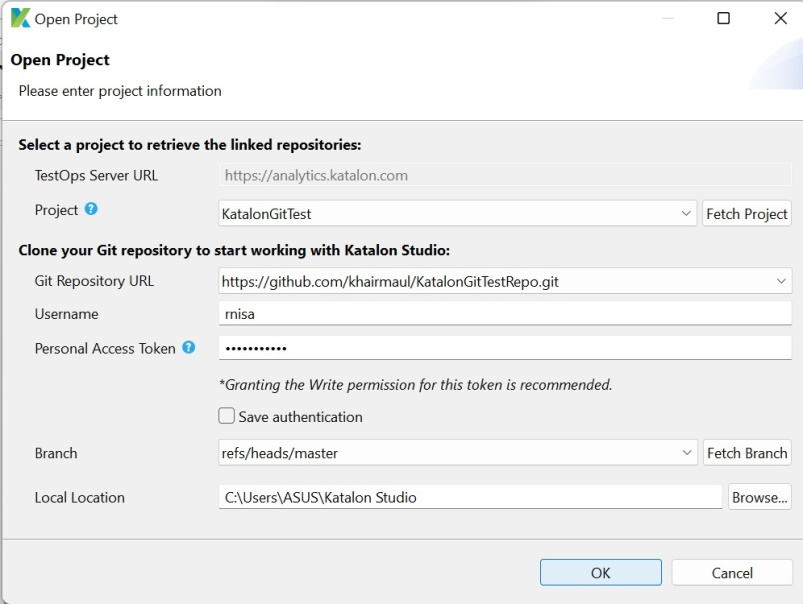 Open Project
Open Project
Please enter project information
Select a project to retrieve the linked repositories:
TestOps Server URL https://analytics.katalon.com
Project ? KatalonGitTest Fetch Project
Clone your Git repository to start working with Katalon Studio:
Git Repository URL https://github.com/khairmaul/KatalonGitTestRepo.git
Username rnisa
Personal Access Token ? •••••••••••
*Granting the Write permission for this token is recommended.
Save authentication
Branch refs/heads/master Fetch Branch
Local Location C:\Users\ASUS\Katalon Studio Browse...
OK Cancel